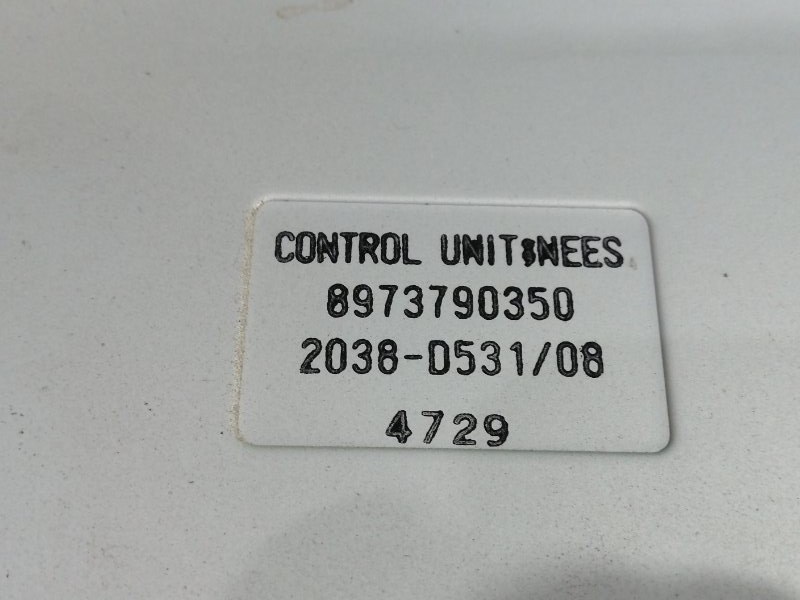 CONTROL UNIT;NEES
8973790350
2038-D531/08
4729